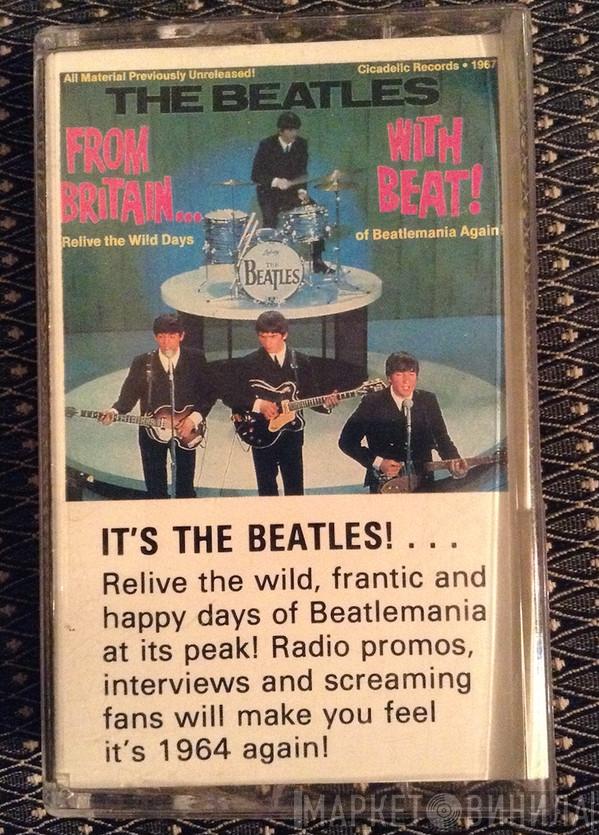 All Material Previously Unreleased!
Cicadelic Records • 1967
THE BEATLES
FROM
BRITAIN...
WITH
BEAT!
Relive the Wild Days
of Beatlemania Again
Ludwig
THE
BEATLES
IT'S THE BEATLES! . . .
Relive the wild, frantic and
happy days of Beatlemania
at its peak! Radio promos,
interviews and screaming
fans will make you feel
it's 1964 again!
МАРКЕТ ВИНИЛА